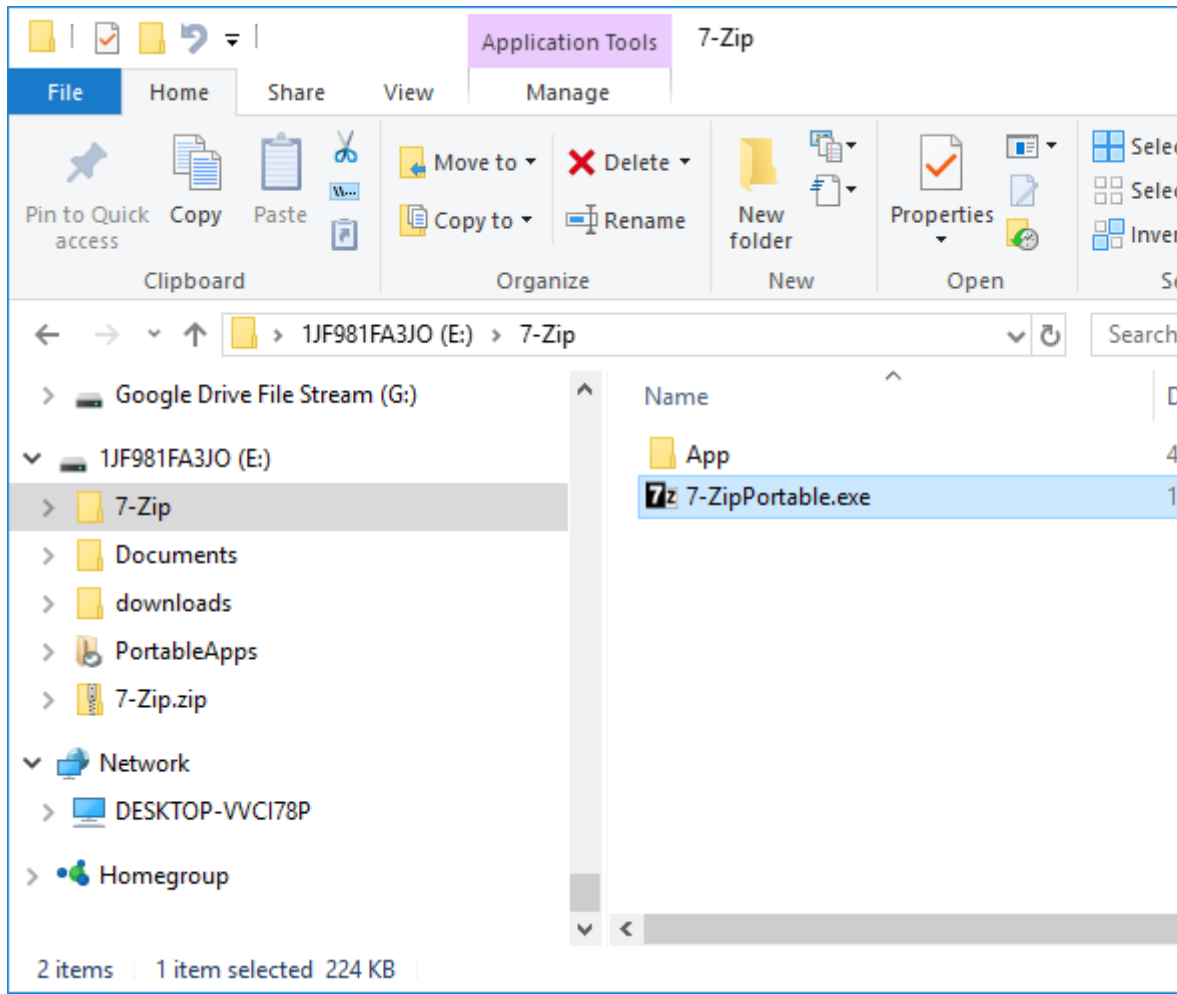 Application Tools 7-Zip
File Home Share View Manage
Pin to Quick access
Copy
Paste
Move to
Copy to
Delete
Rename
New folder
Properties
Clipboard Organize New Open
1JF981FA3JO (E:) 7-Zip
Search
Google Drive File Stream (G:)
1JF981FA3JO (E:)
7-Zip
Documents
downloads
PortableApps
7-Zip.zip
Network
DESKTOP-VVCI78P
Homegroup
Name
App
7-ZipPortable.exe
2 items 1 item selected 224 KB